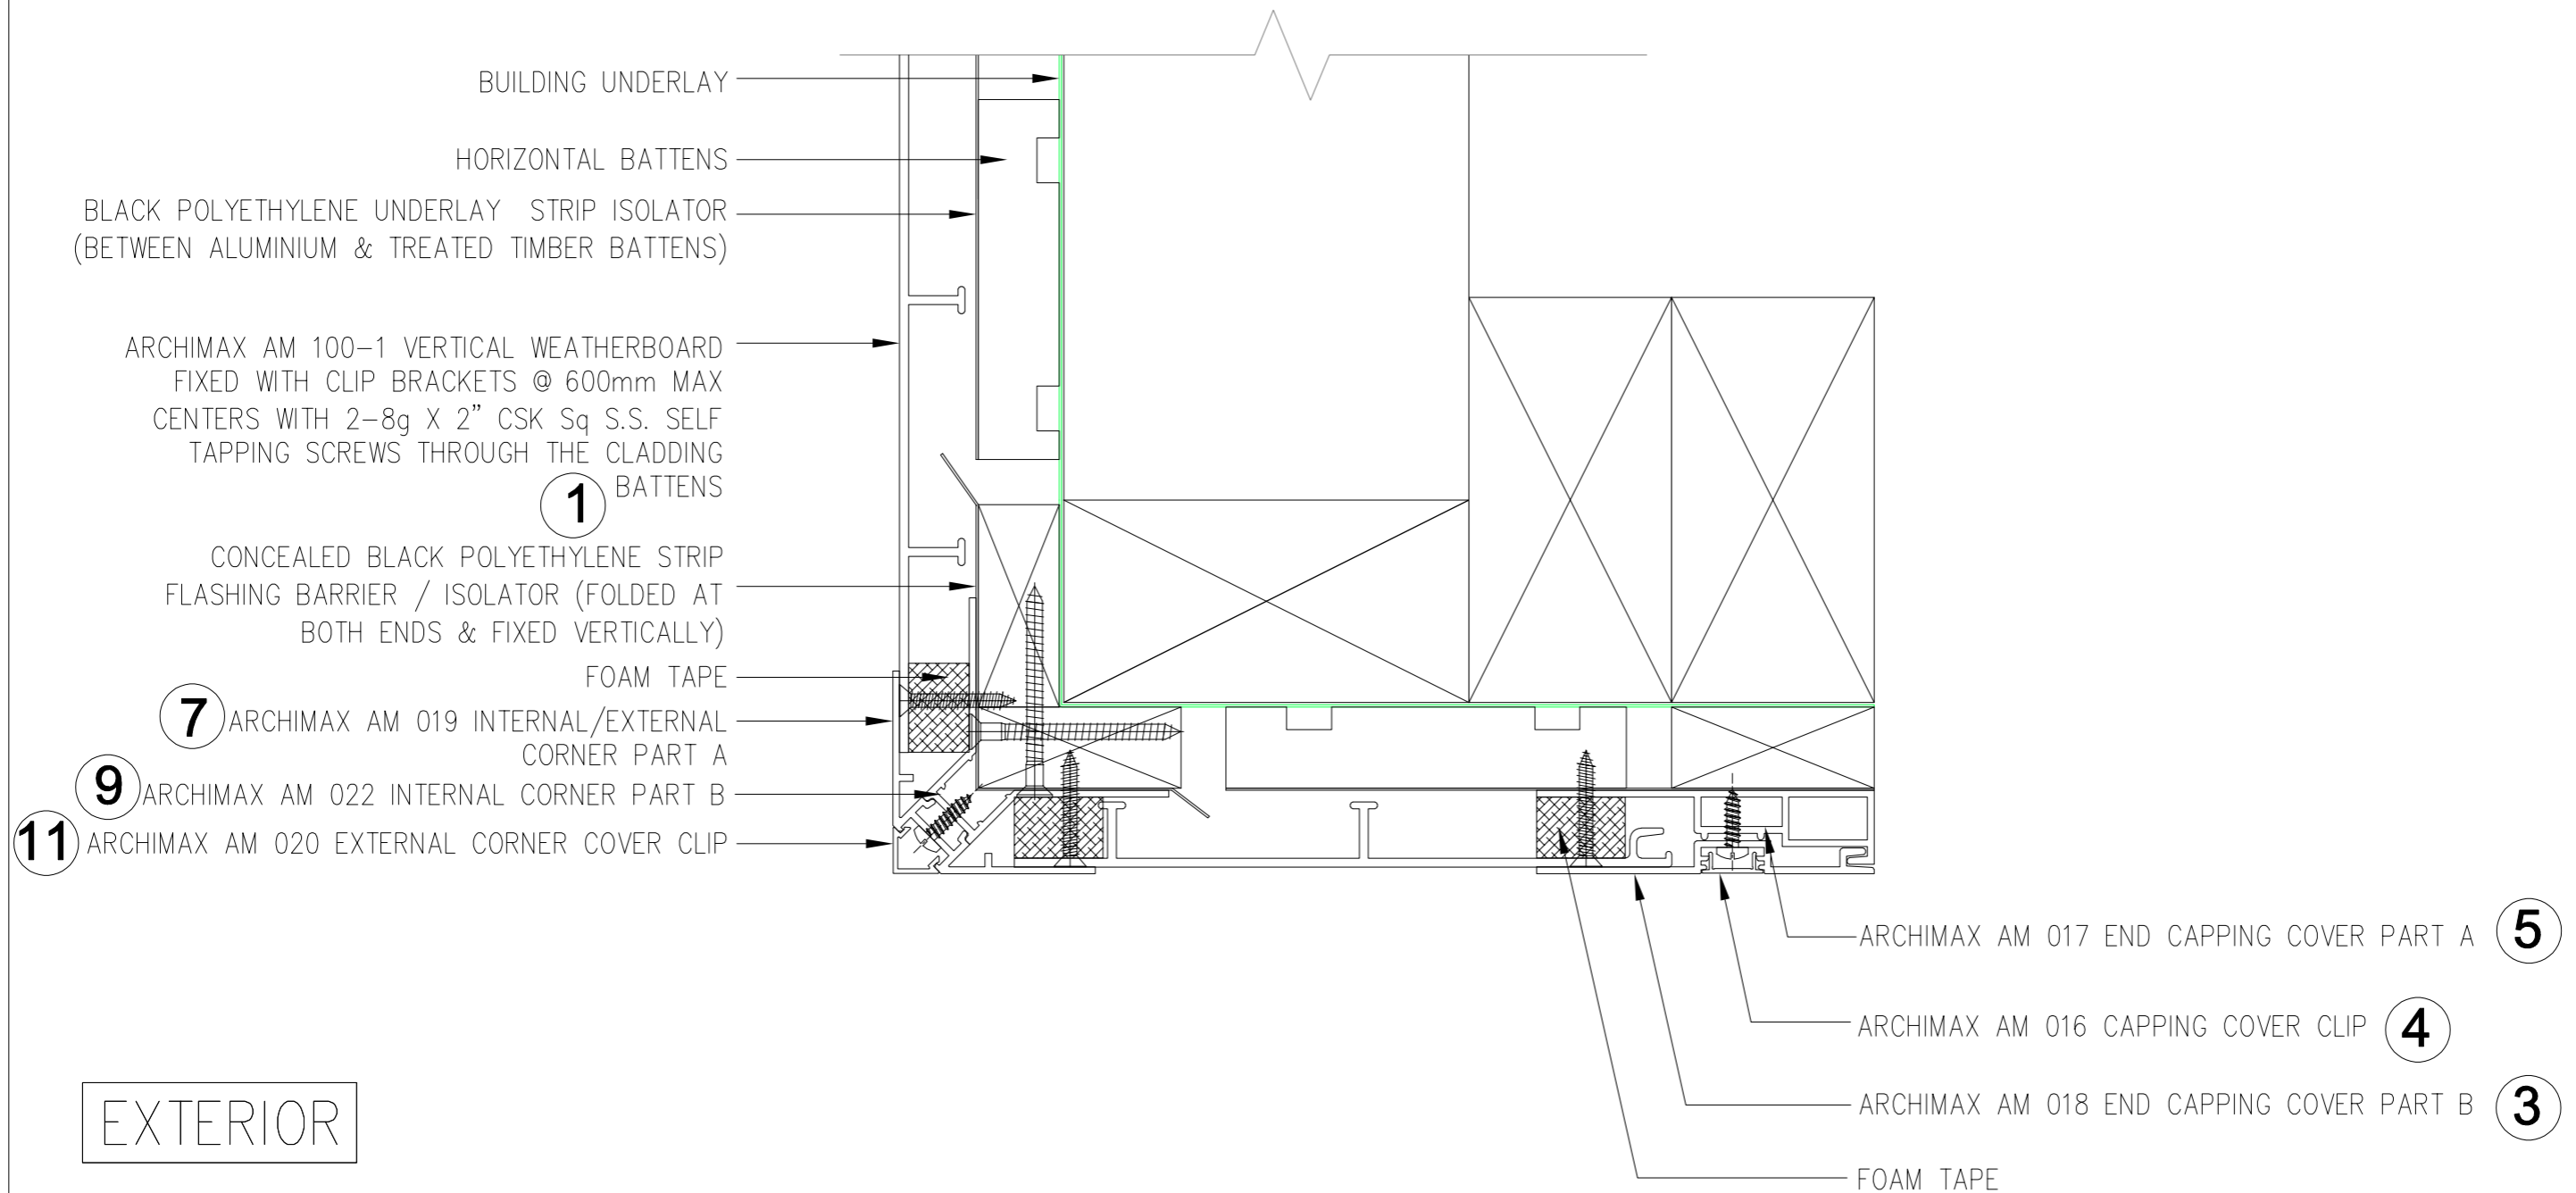 BUILDING UNDERLAY
HORIZONTAL BATTENS
BLACK POLYETHYLENE UNDERLAY STRIP ISOLATOR
(BETWEEN ALUMINIUM & TREATED TIMBER BATTENS)
ARCHIMAX AM 100-1 VERTICAL WEATHERBOARD
FIXED WITH CLIP BRACKETS @ 600mm MAX
CENTERS WITH 2-8g X 2” CSK Sq S.S. SELF
TAPPING SCREWS THROUGH THE CLADDING
BATTENS
1
CONCEALED BLACK POLYETHYLENE STRIP
FLASHING BARRIER / ISOLATOR (FOLDED AT
BOTH ENDS & FIXED VERTICALLY)
FOAM TAPE
7 ARCHIMAX AM 019 INTERNAL/EXTERNAL
CORNER PART A
9 ARCHIMAX AM 022 INTERNAL CORNER PART B
11 ARCHIMAX AM 020 EXTERNAL CORNER COVER CLIP
ARCHIMAX AM 017 END CAPPING COVER PART A 5
ARCHIMAX AM 016 CAPPING COVER CLIP 4
ARCHIMAX AM 018 END CAPPING COVER PART B 3
FOAM TAPE
EXTERIOR